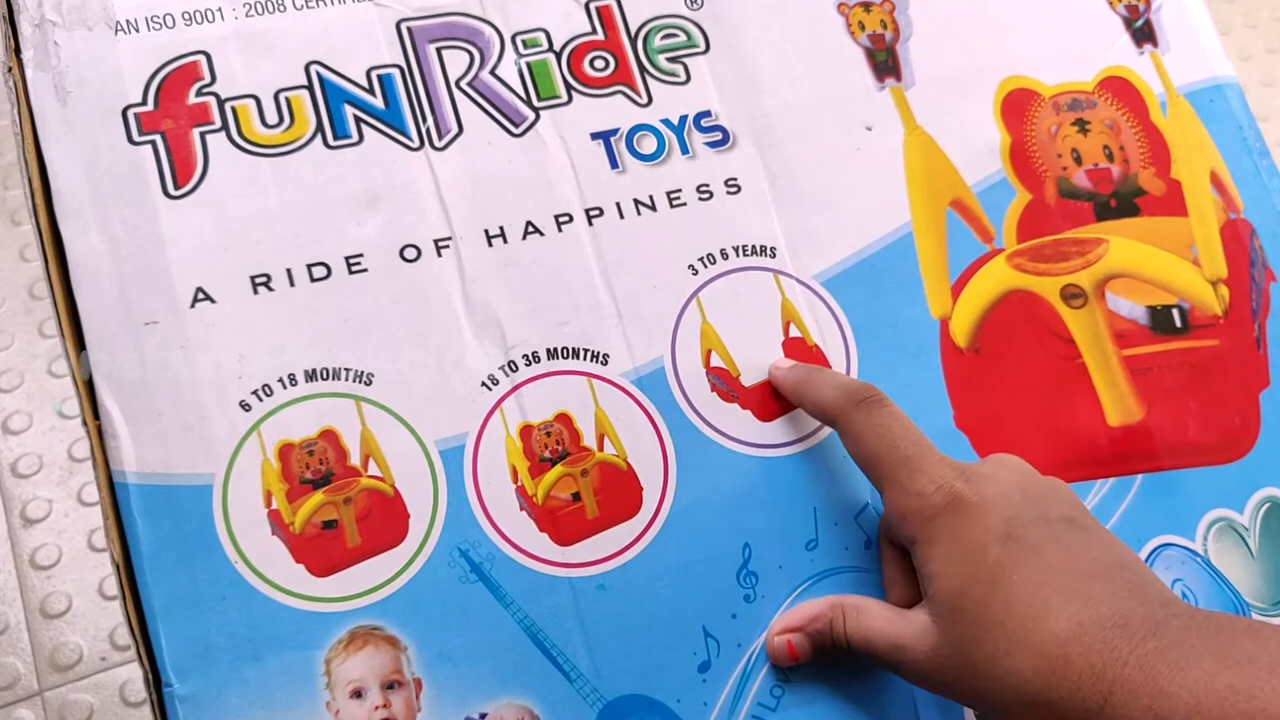 AN ISO 9001 : 2008
funRide®
TOYS
A RIDE OF HAPPINESS
3 TO 6 YEARS
18 TO 36 MONTHS
6 TO 18 MONTHS
I LOV